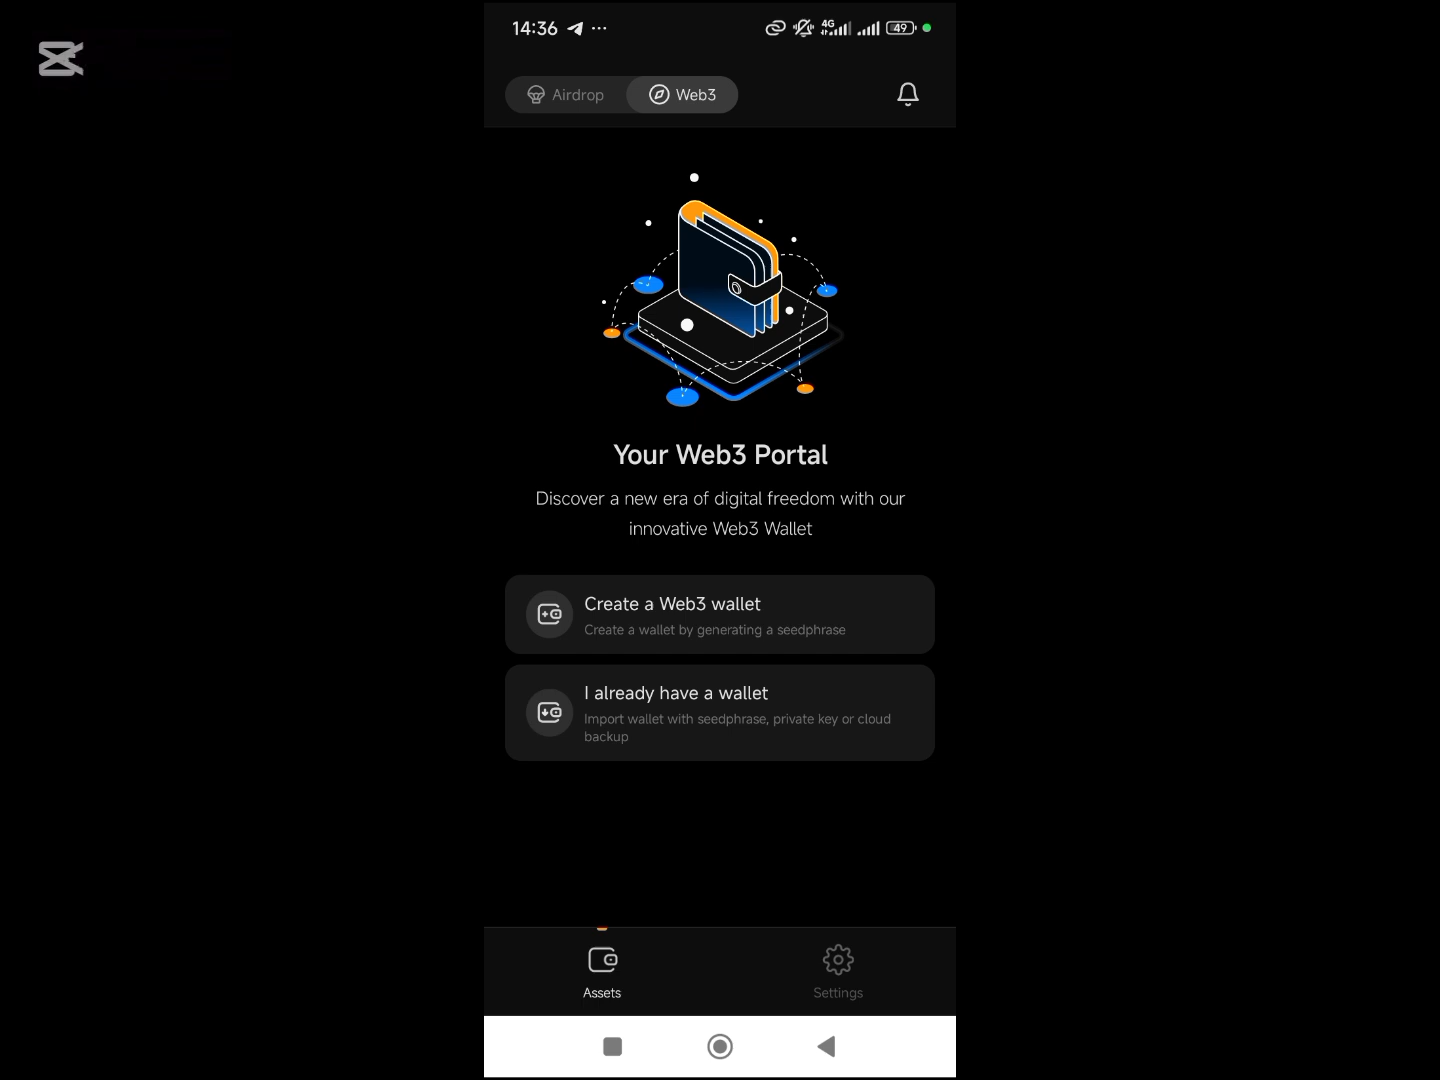 14:36
4G
49
Airdrop
Web3
Your Web3 Portal
Discover a new era of digital freedom with our
innovative Web3 Wallet
Create a Web3 wallet
Create a wallet by generating a seedphrase
I already have a wallet
Import wallet with seedphrase, private key or cloud
backup
Assets
Settings